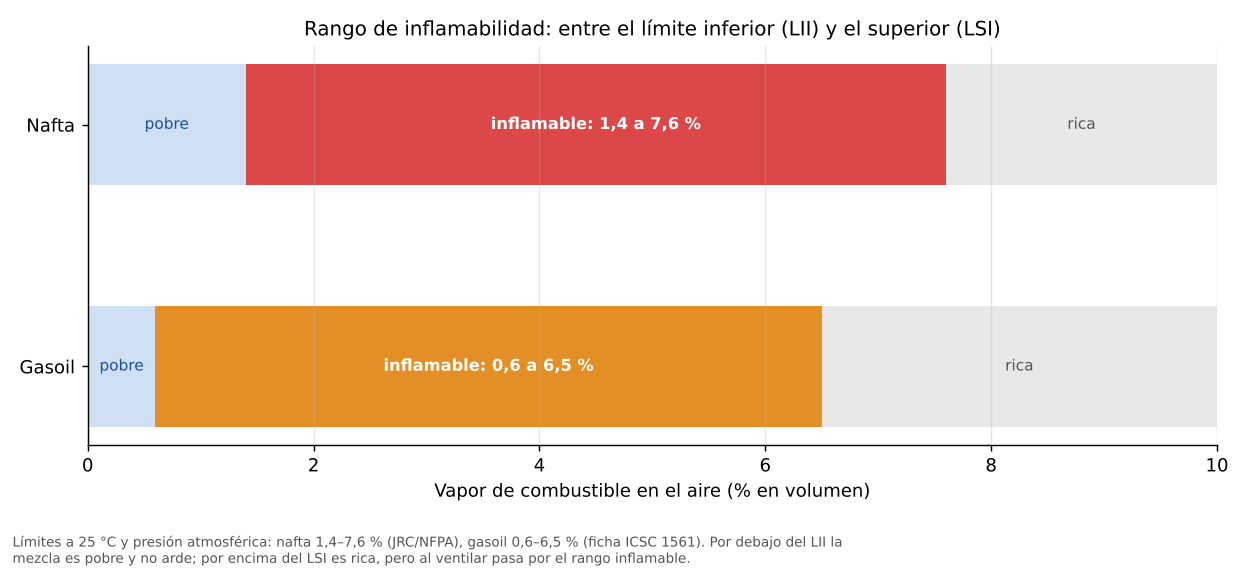 Rango de inflamabilidad: entre el límite inferior (LII) y el superior (LSI)
Nafta
pobre
inflamable: 1,4 a 7,6 %
rica
Gasoil
pobre
inflamable: 0,6 a 6,5 %
rica
0 2 4 6 8 10
Vapor de combustible en el aire (% en volumen)
Límites a 25 °C y presión atmosférica: nafta 1,4–7,6 % (JRC/NFPA), gasoil 0,6–6,5 % (ficha ICSC 1561). Por debajo del LII la
mezcla es pobre y no arde; por encima del LSI es rica, pero al ventilar pasa por el rango inflamable.